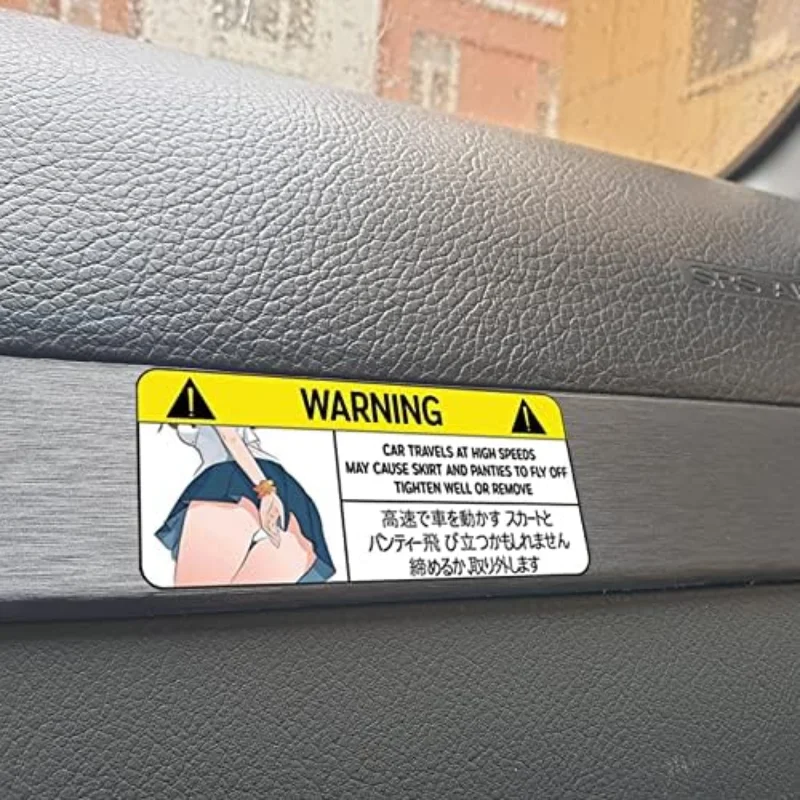 WARNING
CAR TRAVELS AT HIGH SPEEDS
MAY CAUSE SKIRT AND PANTIES TO FLY OFF
TIGHTEN WELL OR REMOVE
高速で車を動かす スカートと
パンティー飛 び立つかもしれません
締めるか,取り外します
SRS